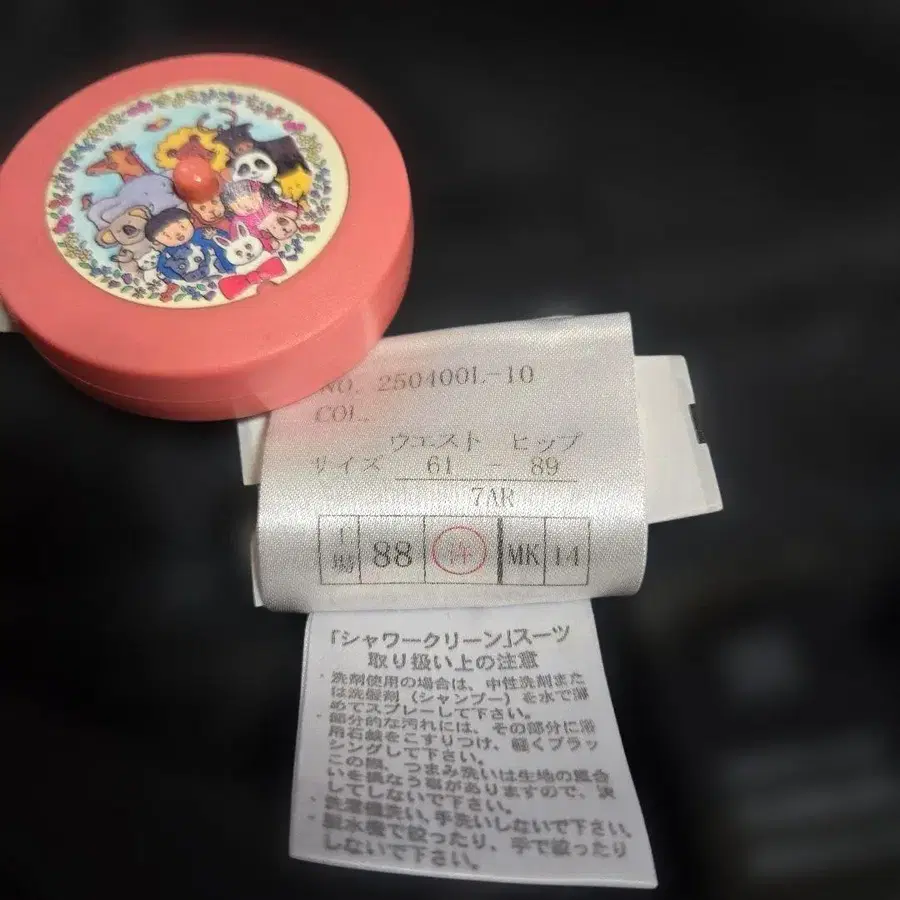 NO. 250400L-10
COL.
ウエスト ヒップ
サイズ 61 - 89
7AR
工場 88 許 MK 14
「シャワークリーン」スーツ
取り扱い上の注意
・洗剤使用の場合は、中性洗剤また
は洗髪剤（シャンプー）を水で薄
めてスプレーして下さい。
・部分的な汚れには、その部分に浴
用石鹸をこすりつけ、軽くブラッ
シングして下さい。
この際、つまみ洗いは生地の風合
いを損なう恐がありますので、決
してしないで下さい。
・洗濯機洗い、手洗いしないで下さい。
・脱水機で絞ったり、手で絞ったり
しないで下さい。